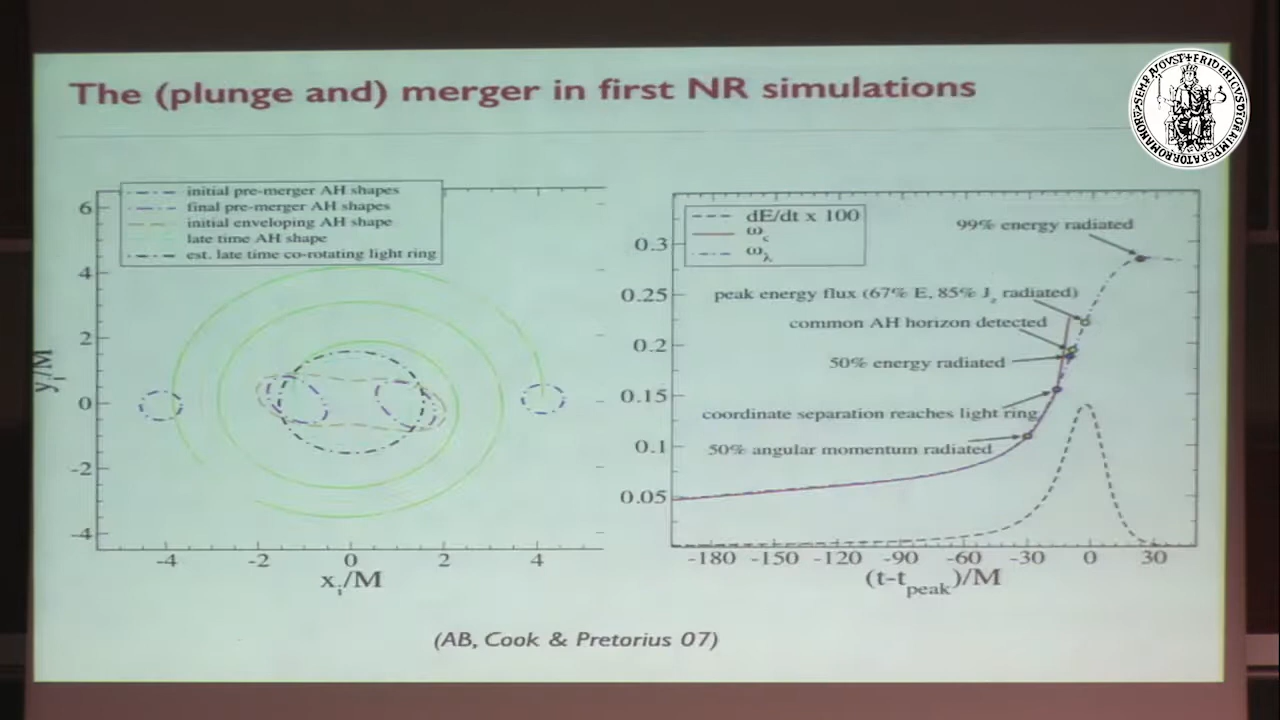 The (plunge and) merger in first NR simulations
initial pre-merger AH shapes
final pre-merger AH shapes
initial enveloping AH shape
late time AH shape
est. late time co-rotating light ring
6
4
2
0
-2
-4
y_i/M
-4 -2 0 2 4
x_i/M
dE/dt x 100
ω_c
ω_λ
99% energy radiated
peak energy flux (67% E, 85% J_z radiated)
common AH horizon detected
50% energy radiated
coordinate separation reaches light ring
50% angular momentum radiated
0.3
0.25
0.2
0.15
0.1
0.05
-180 -150 -120 -90 -60 -30 0 30
(t-t_peak)/M
(AB, Cook & Pretorius 07)